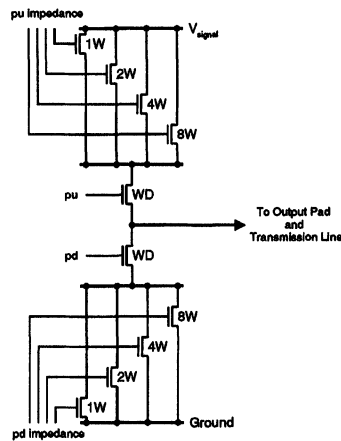 pu impedance
V signal
1W
2W
4W
8W
pu
WD
To Output Pad
and
Transmission Line
pd
WD
8W
4W
2W
1W
Ground
pd impedance